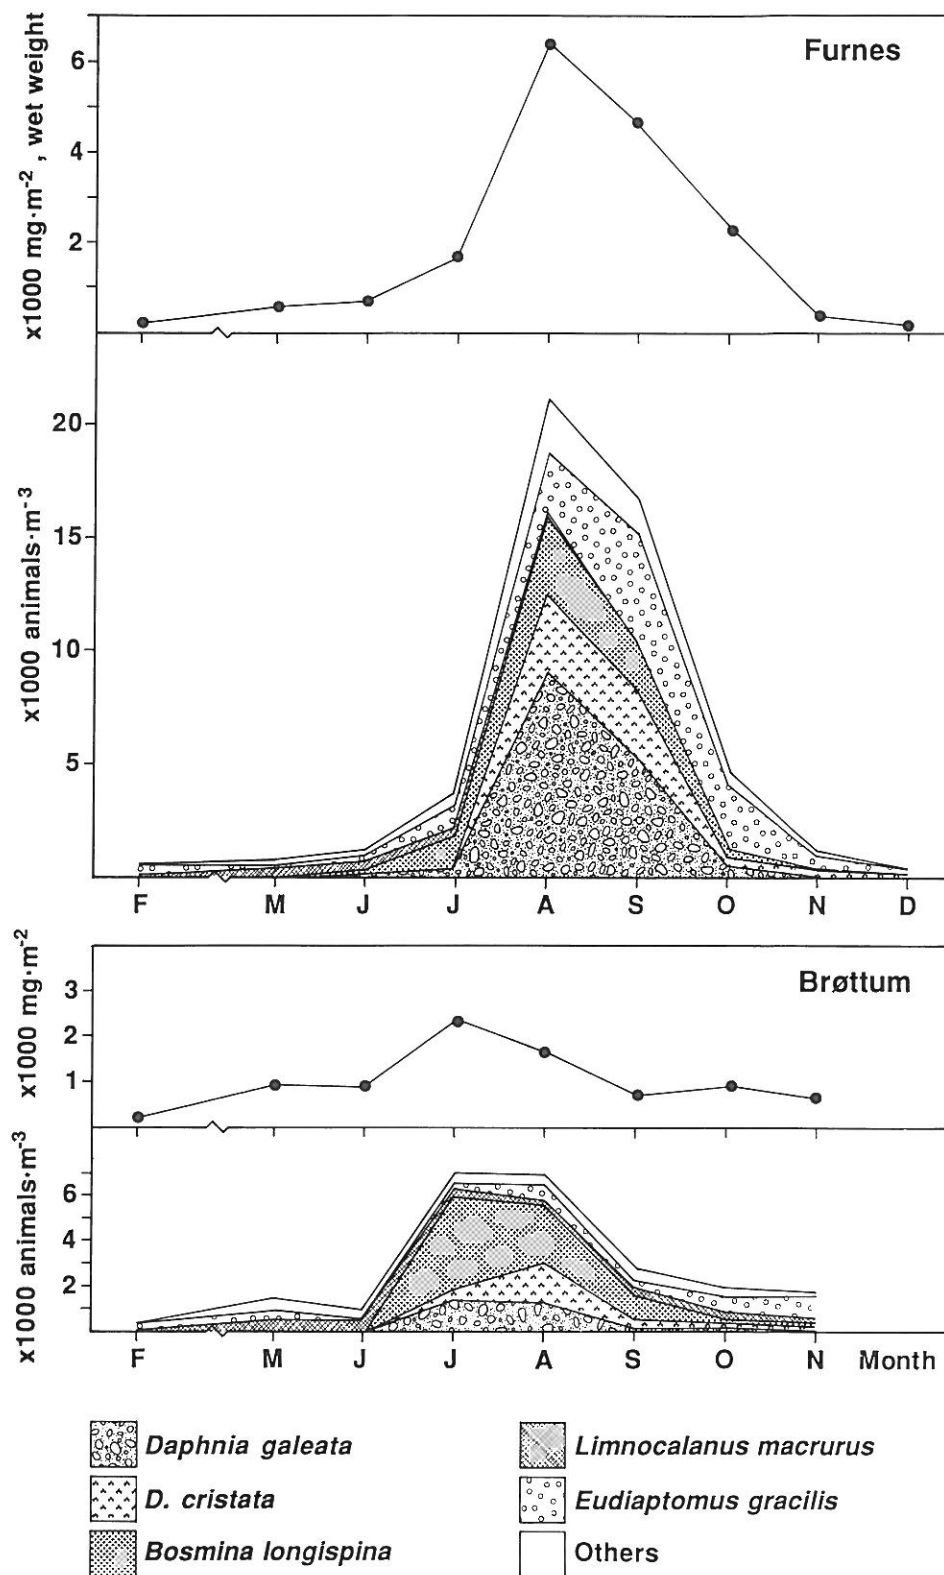 Furnes
x1000 mg·m⁻², wet weight
6
4
2
x1000 animals·m⁻³
20
15
10
5
F M J J A S O N D
Brøttum
x1000 mg·m⁻²
3
2
1
x1000 animals·m⁻³
6
4
2
F M J J A S O N Month
Daphnia galeata
D. cristata
Bosmina longispina
Limnocalanus macrurus
Eudiaptomus gracilis
Others